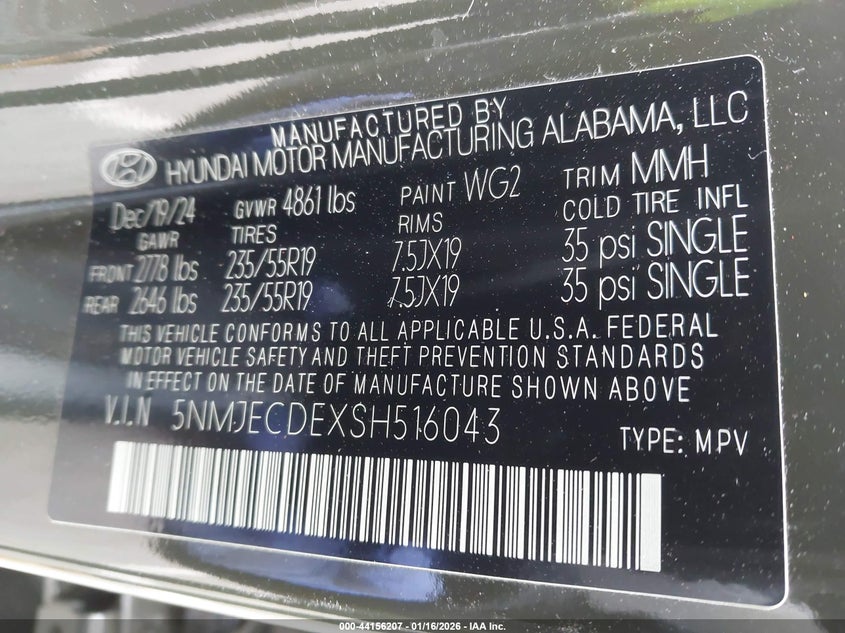 MANUFACTURED BY
HYUNDAI MOTOR MANUFACTURING ALABAMA, LLC
Dec/19/24 GVWR 4861 lbs PAINT WG2 TRIM MMH
GAWR TIRES RIMS COLD TIRE INFL
FRONT 2778 lbs 235/55R19 7.5JX19 35 psi SINGLE
REAR 2646 lbs 235/55R19 7.5JX19 35 psi SINGLE
THIS VEHICLE CONFORMS TO ALL APPLICABLE U.S.A. FEDERAL
MOTOR VEHICLE SAFETY AND THEFT PREVENTION STANDARDS
IN EFFECT ON THE DATE OF MANUFACTURE SHOWN ABOVE
V.I.N 5NMJECDEXSH516043 TYPE: MPV
000-44156207 - 01/16/2026 - IAA Inc.